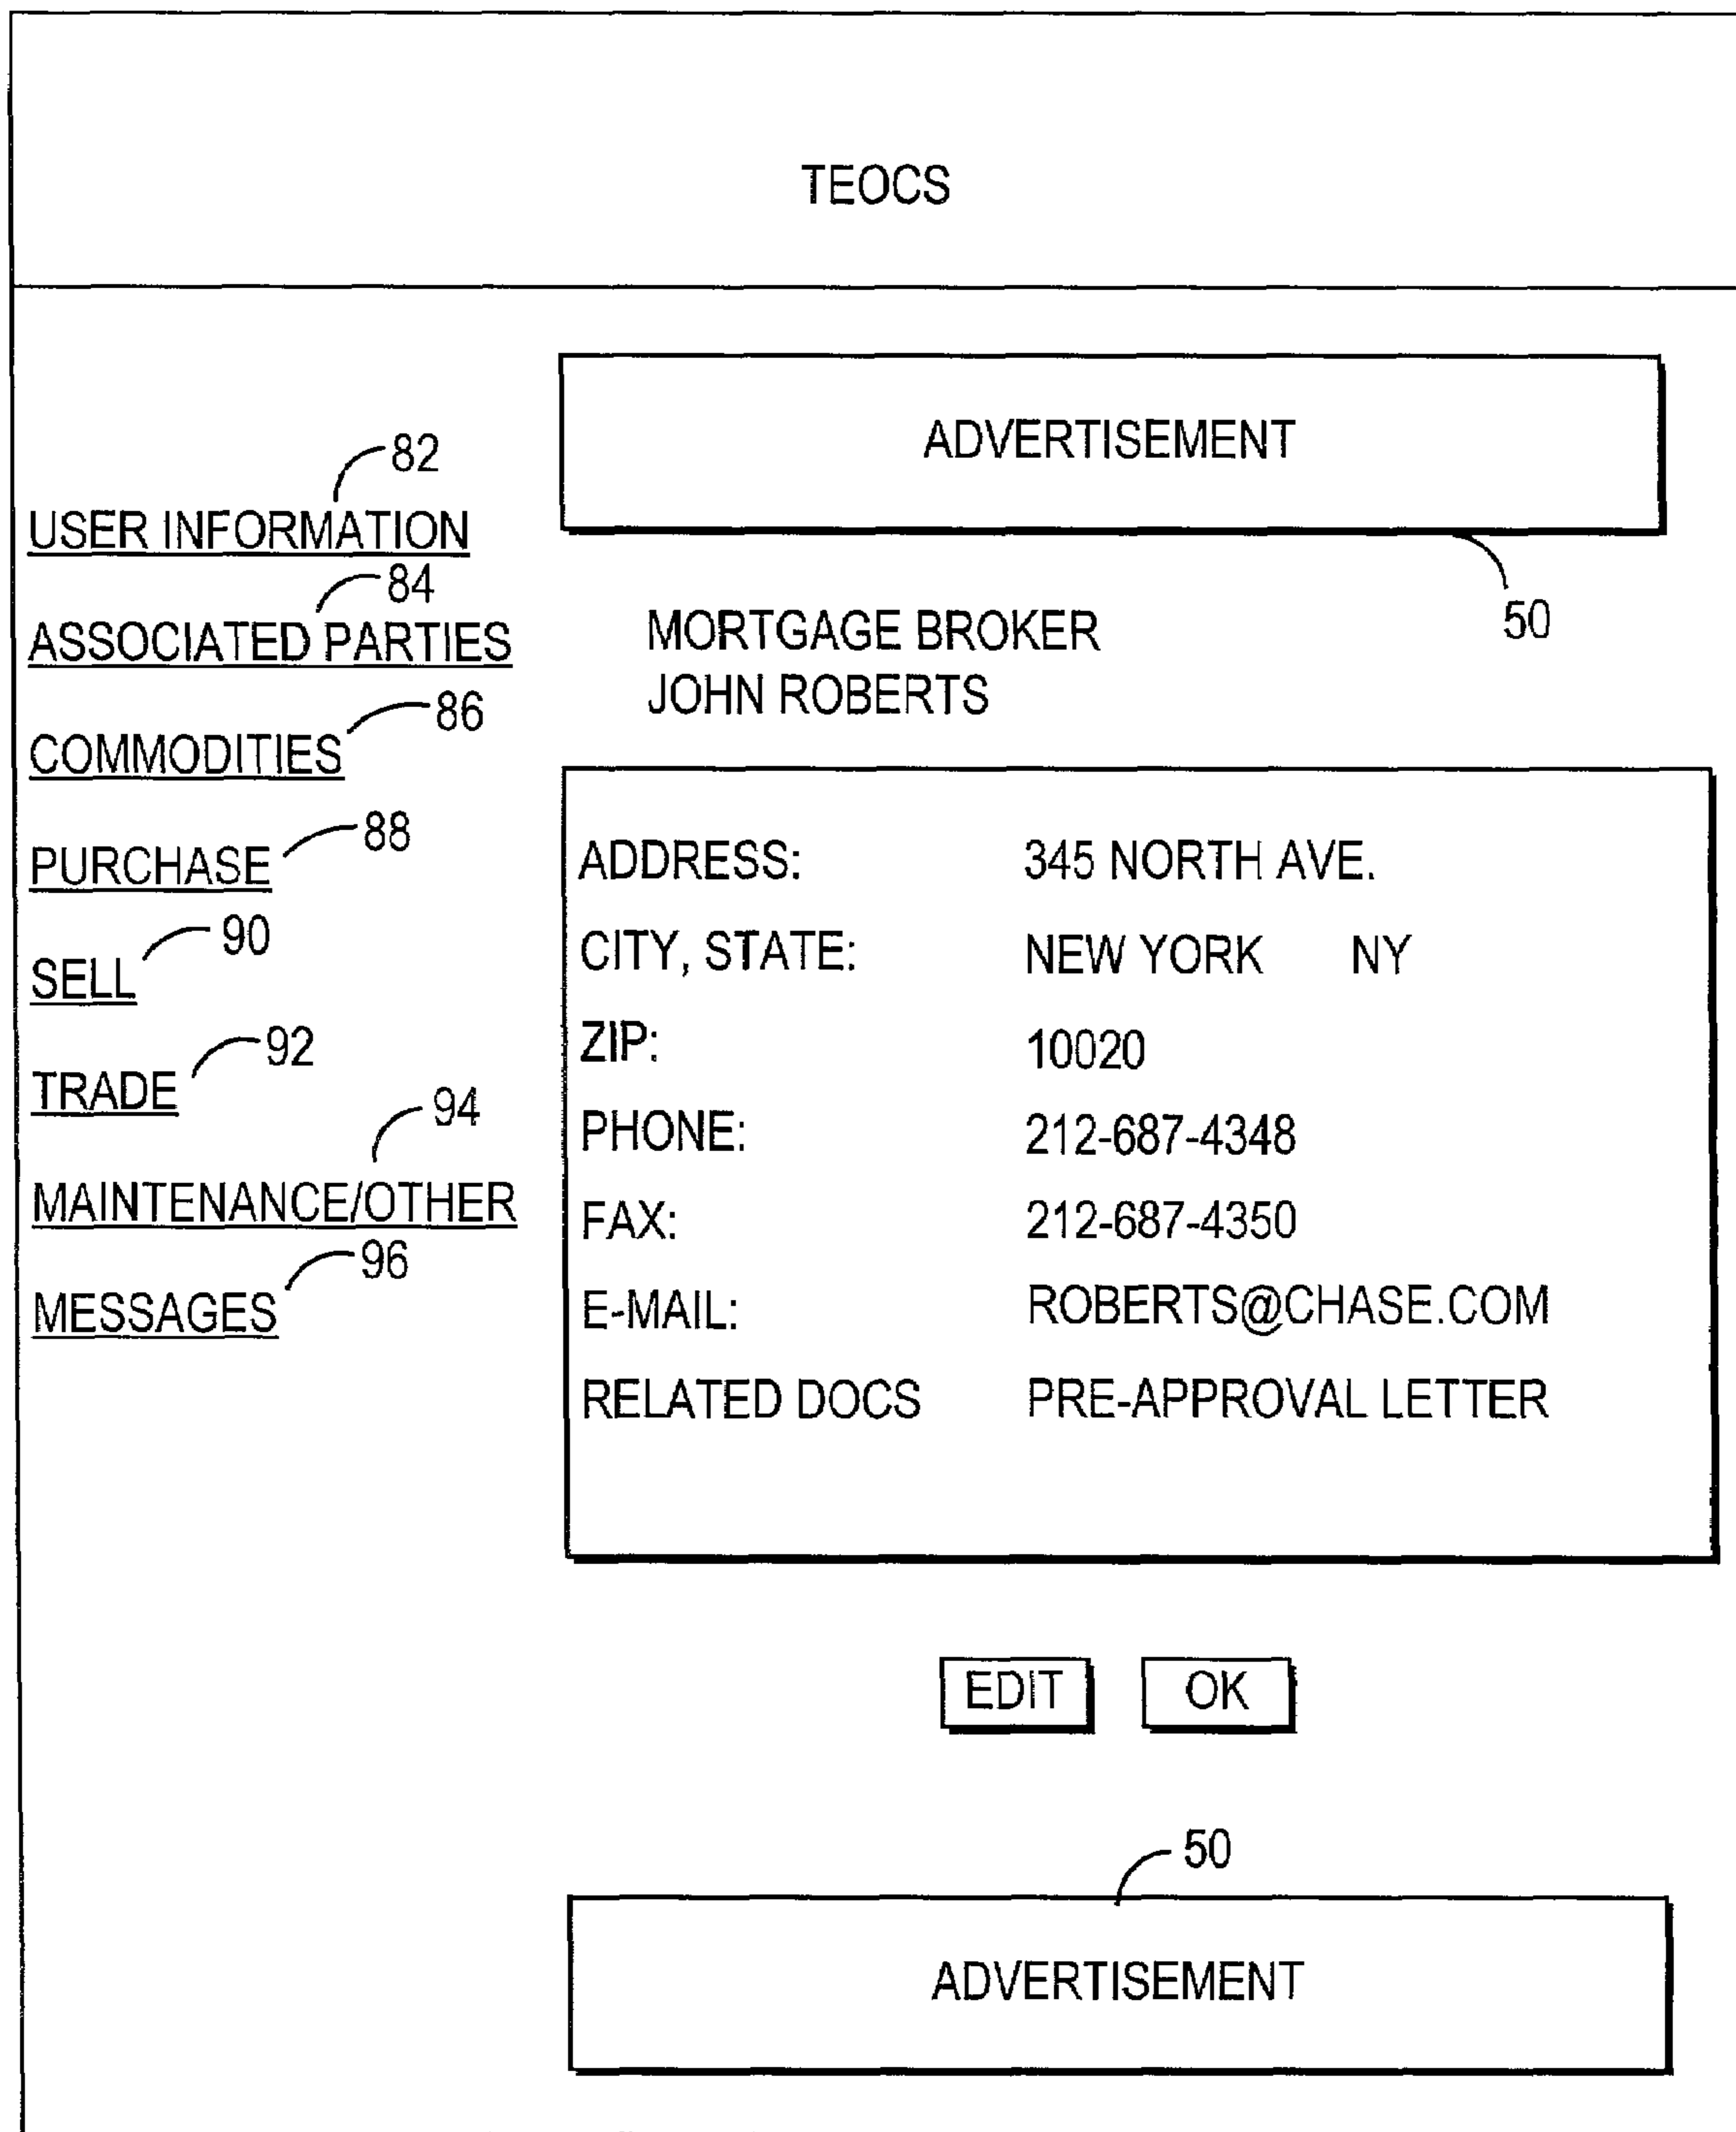 TEOCS
ADVERTISEMENT
50
82
USER INFORMATION
84
ASSOCIATED PARTIES
86
COMMODITIES
88
PURCHASE
90
SELL
92
TRADE
94
MAINTENANCE/OTHER
96
MESSAGES
MORTGAGE BROKER
JOHN ROBERTS
ADDRESS: 345 NORTH AVE.
CITY, STATE: NEW YORK NY
ZIP: 10020
PHONE: 212-687-4348
FAX: 212-687-4350
E-MAIL: ROBERTS@CHASE.COM
RELATED DOCS PRE-APPROVAL LETTER
EDIT OK
50
ADVERTISEMENT